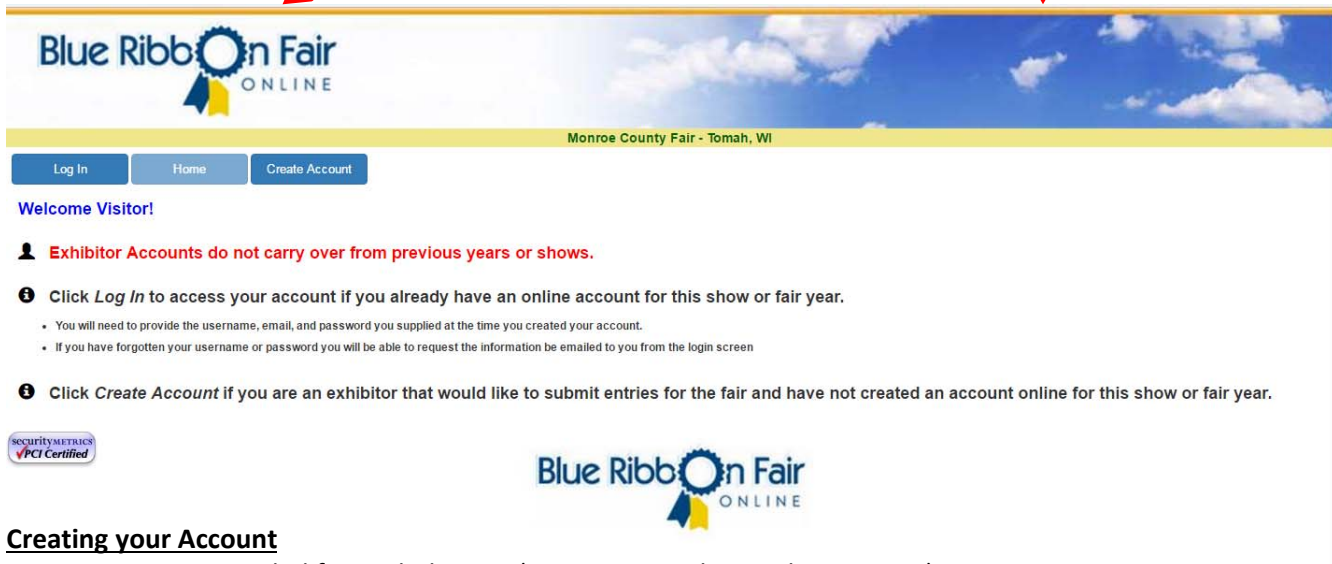 Blue Ribbon Fair
ONLINE
Monroe County Fair - Tomah, WI
Log In
Home
Create Account
Welcome Visitor!
Exhibitor Accounts do not carry over from previous years or shows.
Click Log In to access your account if you already have an online account for this show or fair year.
• You will need to provide the username, email, and password you supplied at the time you created your account.
• If you have forgotten your username or password you will be able to request the information be emailed to you from the login screen
Click Create Account if you are an exhibitor that would like to submit entries for the fair and have not created an account online for this show or fair year.
securityMETRICS
PCI Certified
Blue Ribbon Fair
ONLINE
Creating your Account